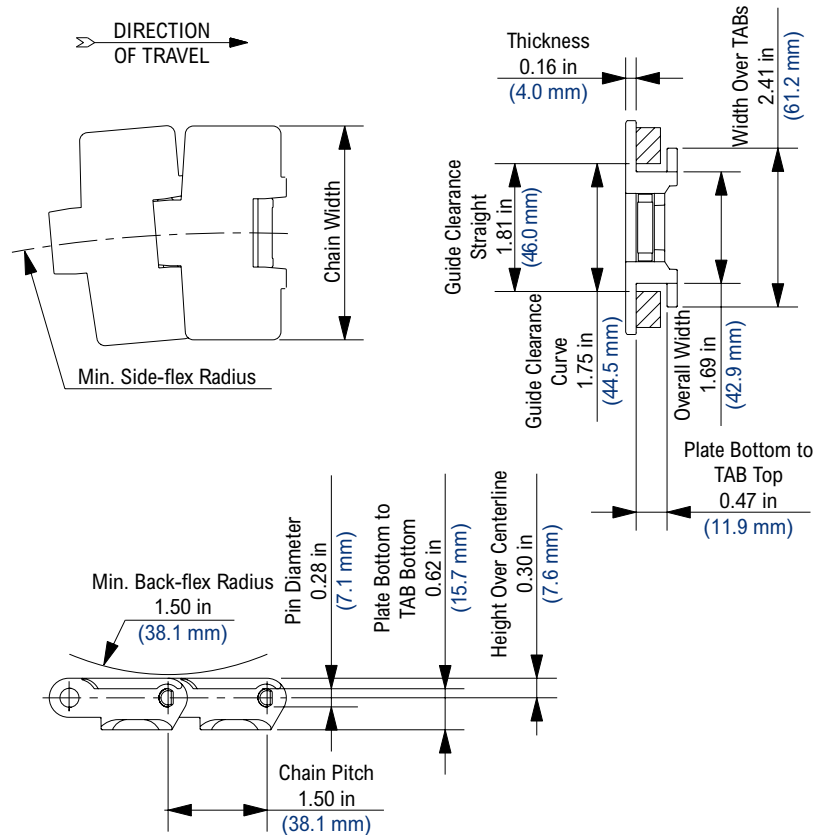 DIRECTION
OF TRAVEL
Thickness
0.16 in
(4.0 mm)
Width Over TABs
2.41 in
(61.2 mm)
Chain Width
Guide Clearance
Straight
1.81 in
(46.0 mm)
Min. Side-flex Radius
Guide Clearance
Curve
1.75 in
(44.5 mm)
Overall Width
1.69 in
(42.9 mm)
Plate Bottom to
TAB Top
0.47 in
(11.9 mm)
Min. Back-flex Radius
1.50 in
(38.1 mm)
Pin Diameter
0.28 in
(7.1 mm)
Plate Bottom to
TAB Bottom
0.62 in
(15.7 mm)
Height Over Centerline
0.30 in
(7.6 mm)
Chain Pitch
1.50 in
(38.1 mm)